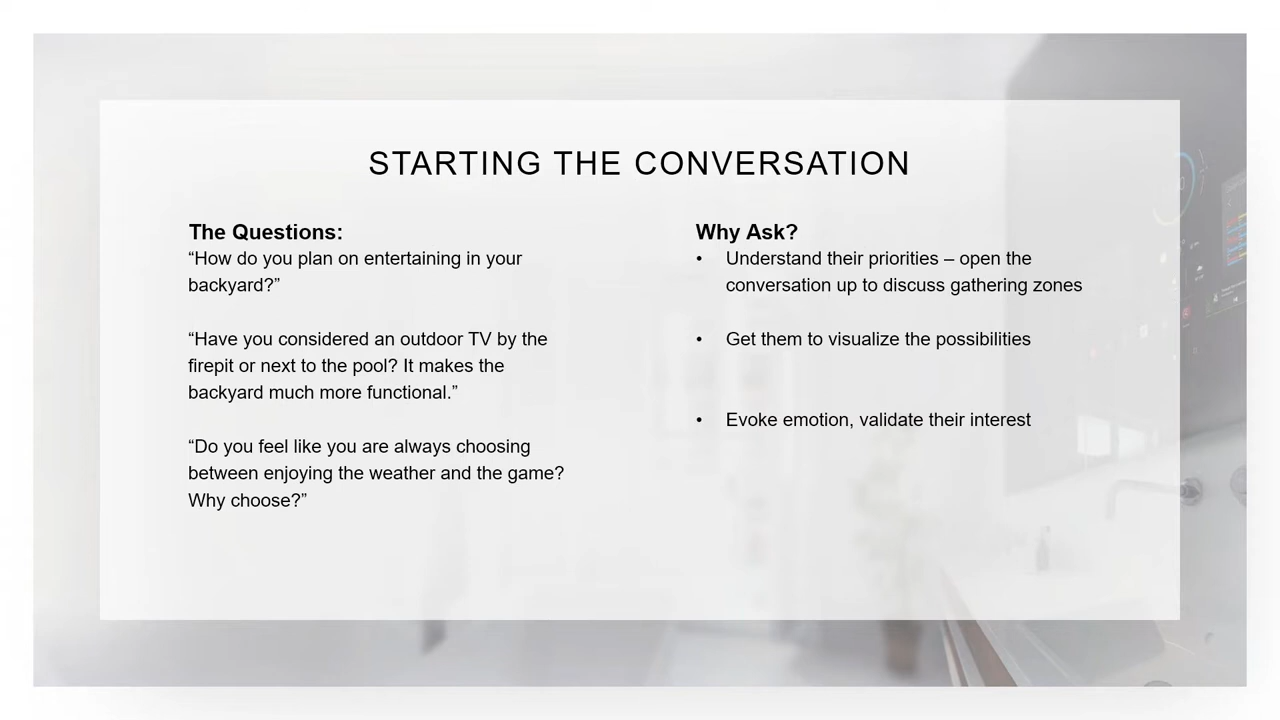 STARTING THE CONVERSATION
The Questions:
“How do you plan on entertaining in your
backyard?”
“Have you considered an outdoor TV by the
firepit or next to the pool? It makes the
backyard much more functional.”
“Do you feel like you are always choosing
between enjoying the weather and the game?
Why choose?”
Why Ask?
• Understand their priorities – open the
conversation up to discuss gathering zones
• Get them to visualize the possibilities
• Evoke emotion, validate their interest